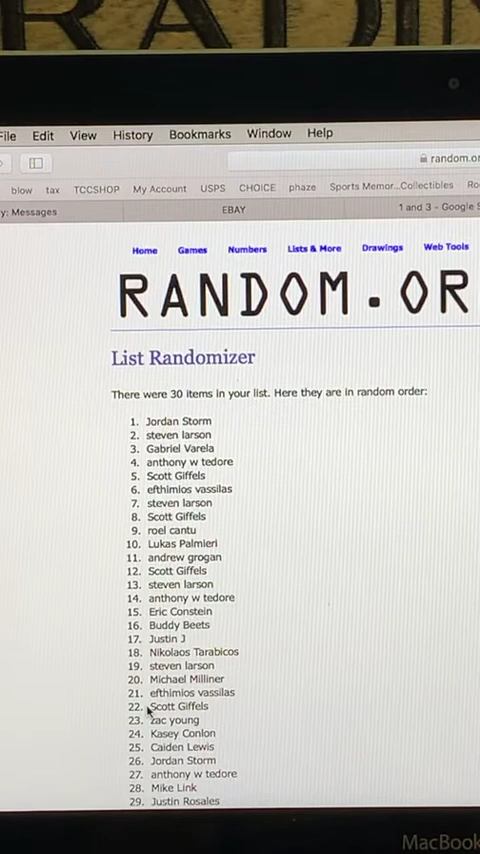 RADIN
File Edit View History Bookmarks Window Help
random.or
blow tax TCCSHOP My Account USPS CHOICE phaze Sports Memor...Collectibles Ro
y: Messages EBAY 1 and 3 - Google S
Home Games Numbers Lists & More Drawings Web Tools
RANDOM.OR
List Randomizer
There were 30 items in your list. Here they are in random order:
1. Jordan Storm
2. steven larson
3. Gabriel Varela
4. anthony w tedore
5. Scott Giffels
6. efthimios vassilas
7. steven larson
8. Scott Giffels
9. roel cantu
10. Lukas Palmieri
11. andrew grogan
12. Scott Giffels
13. steven larson
14. anthony w tedore
15. Eric Constein
16. Buddy Beets
17. Justin J
18. Nikolaos Tarabicos
19. steven larson
20. Michael Milliner
21. efthimios vassilas
22. Scott Giffels
23. zac young
24. Kasey Conlon
25. Caiden Lewis
26. Jordan Storm
27. anthony w tedore
28. Mike Link
29. Justin Rosales
MacBook